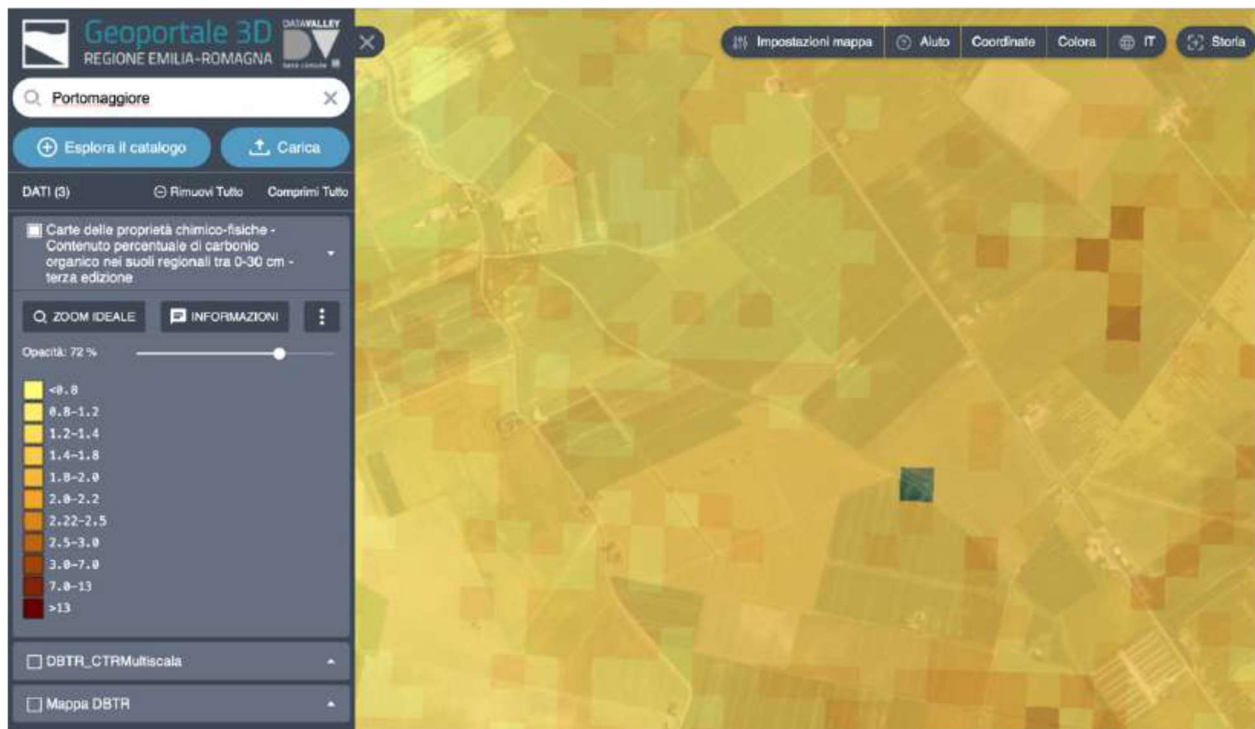 Geoportale 3D
REGIONE EMILIA-ROMAGNA
DATAVALLEY
DV
bene comune
Portomaggiore
Esplora il catalogo
Carica
DATI (3)
Rimuovi Tutto
Comprimi Tutto
Carte delle proprietà chimico-fisiche -
Contenuto percentuale di carbonio
organico nei suoli regionali tra 0-30 cm -
terza edizione
ZOOM IDEALE
INFORMAZIONI
Opacità: 72 %
<0.8
0.8-1.2
1.2-1.4
1.4-1.8
1.8-2.0
2.0-2.2
2.22-2.5
2.5-3.0
3.0-7.0
7.0-13
>13
DBTR_CTRMultiscala
Mappa DBTR
Impostazioni mappa
Aiuto
Coordinate
Colora
IT
Storia